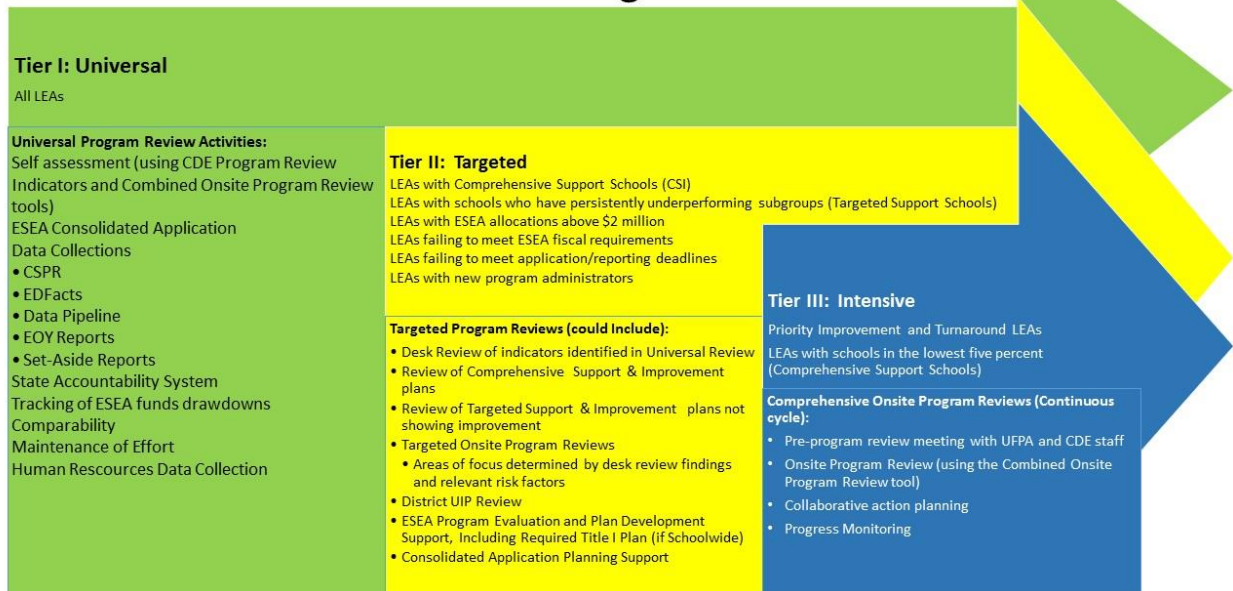 Tier I: Universal
All LEAs
Universal Program Review Activities:
Self assessment (using CDE Program Review
Indicators and Combined Onsite Program Review
tools)
ESEA Consolidated Application
Data Collections
• CSPR
• EDFacts
• Data Pipeline
• EOY Reports
• Set-Aside Reports
State Accountability System
Tracking of ESEA funds drawdowns
Comparability
Maintenance of Effort
Human Rescources Data Collection
Tier II: Targeted
LEAs with Comprehensive Support Schools (CSI)
LEAs with schools who have persistently underperforming subgroups (Targeted Support Schools)
LEAs with ESEA allocations above $2 million
LEAs failing to meet ESEA fiscal requirements
LEAs failing to meet application/reporting deadlines
LEAs with new program administrators
Targeted Program Reviews (could Include):
• Desk Review of indicators identified in Universal Review
• Review of Comprehensive Support & Improvement
plans
• Review of Targeted Support & Improvement plans not
showing improvement
• Targeted Onsite Program Reviews
• Areas of focus determined by desk review findings
and relevant risk factors
• District UIP Review
• ESEA Program Evaluation and Plan Development
Support, Including Required Title I Plan (if Schoolwide)
• Consolidated Application Planning Support
Tier III: Intensive
Priority Improvement and Turnaround LEAs
LEAs with schools in the lowest five percent
(Comprehensive Support Schools)
Comprehensive Onsite Program Reviews (Continuous
cycle):
• Pre-program review meeting with UFPA and CDE staff
• Onsite Program Review (using the Combined Onsite
Program Review tool)
• Collaborative action planning
• Progress Monitoring